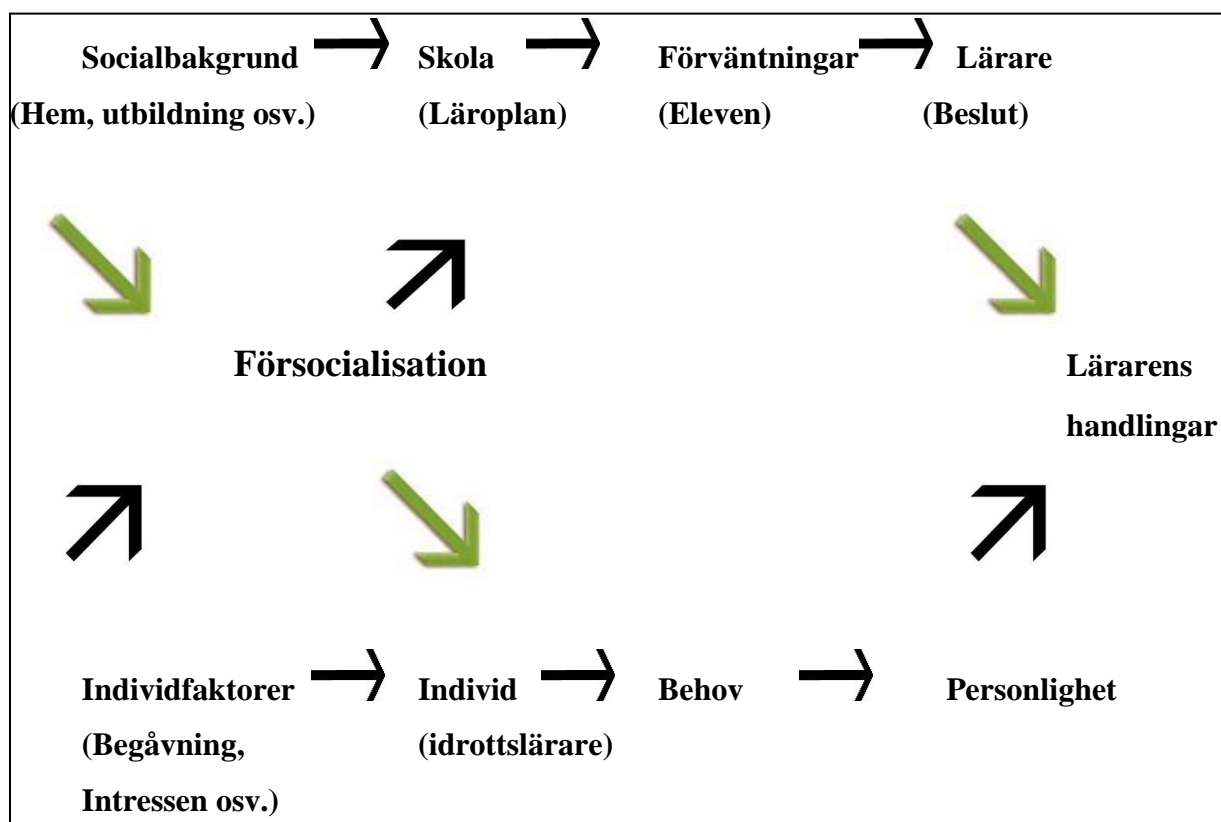 Socialbakgrund Skola Förväntningar Lärare
(Hem, utbildning osv.) (Läroplan) (Eleven) (Beslut)
Försocialisation Lärarens
handlingar
Individfaktorer Individ Behov Personlighet
(Begåvning, (idrottslärare)
Intressen osv.)